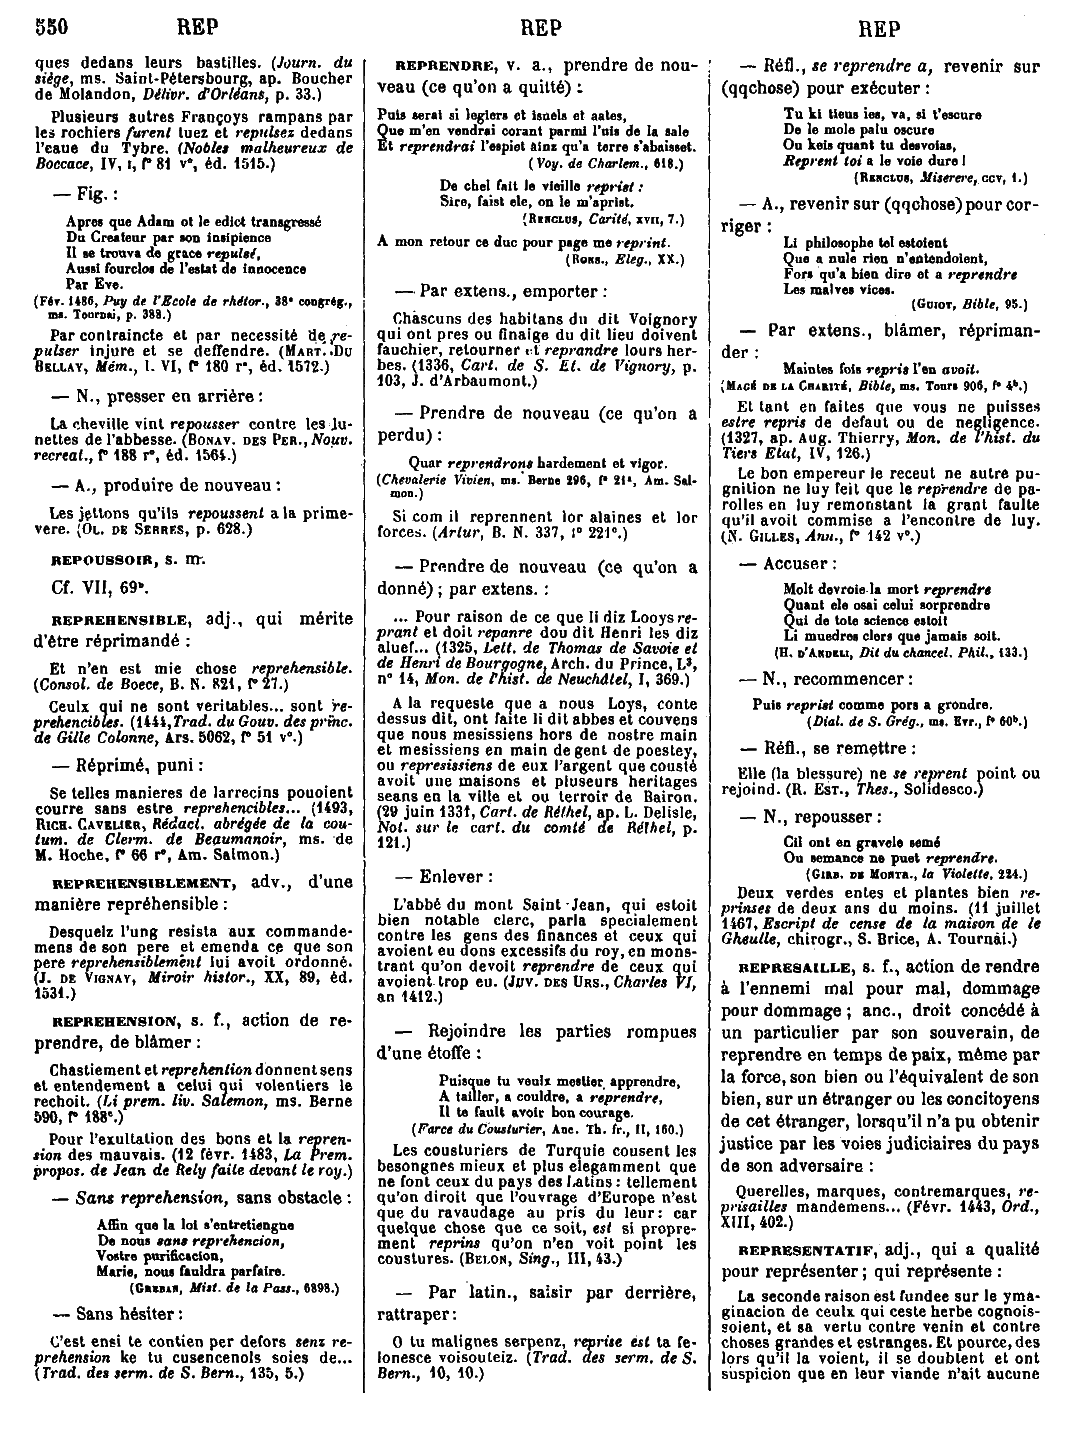 550 REP REP REP
ques dedans leurs bastilles. (Journ. du
siége, ms. Saint-Pétersbourg, ap. Boucher
de Molandon, Délivr. d'Orléans, p. 33.)
Plusieurs autres Françoys rampans par
les rochiers furent tuez et repulsez dedans
l'eaue du Tybre. (Nobles malheureux de
Boccace, IV, I, f° 81 v°, éd. 1515.)
— Fig. :
Apres que Adam ot le edict transgressé
Du Createur par son insipience
Il se trouva de grace repulsé,
Aussi fourclos de l'estat de innocence
Par Eve.
(Fév. 1486, Puy de l'Ecole de rhétor., 38e congrég.,
ms. Tournai, p. 388.)
Par contraincte et par necessité de re-
pulser injure et se deffendre. (MART. DU
BELLAY, Mém., l. VI, f° 180 r°, éd. 1572.)
— N., presser en arrière :
La cheville vint repousser contre les lu-
nettes de l'abbesse. (BONAV. DES PER., Nouv.
recreat., f° 188 r°, éd. 1564.)
— A., produire de nouveau :
Les jettons qu'ils repoussent a la prime-
vere. (OL. DE SERRES, p. 628.)
REPOUSSOIR, s. m.
Cf. VII, 69b.
REPREHENSIBLE, adj., qui mérite
d'être réprimandé :
Et n'en est mie chose reprehensible.
(Consol. de Boece, B. N. 821, f° 27.)
Ceulx qui ne sont veritables... sont re-
prehencibles. (1444, Trad. du Gouv. des princ.
de Gille Colonne, Ars. 5062, f° 51 v°.)
— Réprimé, puni :
Se telles manieres de larrecins pouoient
courre sans estre reprehencibles... (1493,
RICH. CAVELIER, Rédact. abrégée de la cou-
tum. de Clerm. de Beaumanoir, ms. de
M. Hoche, f° 66 r°, Am. Salmon.)
REPREHENSIBLEMENT, adv., d'une
manière repréhensible :
Desquelz l'ung resista aux commande-
mens de son pere et emenda ce que son
pere reprehensiblement lui avoit ordonné.
(J. DE VIGNAY, Miroir histor., XX, 89, éd.
1531.)
REPREHENSION, s. f., action de re-
prendre, de blâmer :
Chastiement et reprehention donnent sens
et entendement a celui qui volentiers le
rechoit. (Li prem. liv. Salemon, ms. Berne
590, f° 188c.)
Pour l'exultation des bons et la repren-
sion des mauvais. (12 févr. 1483, La Prem.
propos. de Jean de Rely faite devant le roy.)
— Sans reprehension, sans obstacle :
Affin que la loi s'entretiengne
De nous sans reprehencion,
Vostre purificacion,
Marie, nous fauldra parfaire.
(GREBAN, Mist. de la Pass., 6898.)
— Sans hésiter :
C'est ensi te contien per defors senz re-
prehension ke tu cusencenols soies de...
(Trad. des serm. de S. Bern., 135, 5.)
REPRENDRE, v. a., prendre de nou-
veau (ce qu'on a quitté) :
Puis serai si legiers et isnels et aates,
Que m'en vendrai corant parmi l'uis de la sale
Et reprendrai l'espiet ainz qu'a terre s'abaisset.
(Voy. de Charlem., 618.)
De chel fait le vieille reprist :
Sire, faist ele, on le m'aprist.
(RENCLUS, Carité, XVII, 7.)
A mon retour ce duc pour page me reprint.
(RONS., Eleg., XX.)
— Par extens., emporter :
Chascuns des habitans du dit Voignory
qui ont pres ou finaige du dit lieu doivent
fauchier, retourner et reprandre lours her-
bes. (1336, Cart. de S. Et. de Vignory, p.
103, J. d'Arbaumont.)
— Prendre de nouveau (ce qu'on a
perdu) :
Quar reprendrons hardement et vigor.
(Chevalerie Vivien, ms. Berne 296, f° 21a, Am. Sal-
mon.)
Si com il reprennent lor alaines et lor
forces. (Artur, B. N. 337, f° 221c.)
— Prendre de nouveau (ce qu'on a
donné) ; par extens. :
... Pour raison de ce que li diz Looys re-
prant et doit repanre dou dit Henri les diz
aluef... (1325, Lett. de Thomas de Savoie et
de Henri de Bourgogne, Arch. du Prince, L3,
n° 14, Mon. de l'hist. de Neuchâtel, I, 369.)
A la requeste que a nous Loys, conte
dessus dit, ont faite li dit abbes et couvens
que nous mesissiens hors de nostre main
et mesissiens en main de gent de poestey,
ou represissiens de eux l'argent que cousté
avoit une maisons et pluseurs heritages
seans en la ville et ou terroir de Bairon.
(29 juin 1331, Cart. de Réthel, ap. L. Delisle,
Not. sur le cart. du comté de Réthel, p.
121.)
— Enlever :
L'abbé du mont Saint-Jean, qui estoit
bien notable clerc, parla specialement
contre les gens des finances et ceux qui
avoient eu dons excessifs du roy, en mons-
trant qu'on devoit reprendre de ceux qui
avoient trop eu. (JUV. DES URS., Charles VI,
an 1412.)
— Rejoindre les parties rompues
d'une étoffe :
Puisque tu veulx mestier apprendre,
A tailler, a couldre, a reprendre,
Il te fault avoir bon courage.
(Farce du Cousturier, Anc. Th. fr., II, 160.)
Les cousturiers de Turquie cousent les
besongnes mieux et plus elegamment que
ne font ceux du pays des Latins : tellement
qu'on diroit que l'ouvrage d'Europe n'est
que du ravaudage au pris du leur : car
quelque chose que ce soit, est si propre-
ment reprins qu'on n'en voit point les
coustures. (BELON, Sing., III, 43.)
— Par latin., saisir par derrière,
rattraper :
O tu malignes serpenz, reprise est ta fe-
lonesce voisouteiz. (Trad. des serm. de S.
Bern., 10, 10.)
— Réfl., se reprendre a, revenir sur
(qqchose) pour exécuter :
Tu ki tieus ies, va, si t'escure
De le mole palu oscure
Ou keis quant tu desvoias,
Reprent toi a le voie dure !
(RENCLUS, Miserere, CCV, 1.)
— A., revenir sur (qqchose) pour cor-
riger :
Li philosophe tel estoient
Que a nule rien n'entendoient,
Fors qu'a bien dire et a reprendre
Les malves vices.
(GUIOT, Bible, 95.)
— Par extens., blâmer, répriman-
der :
Maintes fois repris l'en avoit.
(MACÉ DE LA CHARITÉ, Bible, ms. Tours 906, f° 4b.)
Et tant en faites que vous ne puisses
estre repris de defaut ou de negligence.
(1327, ap. Aug. Thierry, Mon. de l'hist. du
Tiers Etat, IV, 126.)
Le bon empereur le receut ne autre pu-
gnition ne luy feit que le reprendre de pa-
rolles en luy remonstant la grant faulte
qu'il avoit commise a l'encontre de luy.
(N. GILLES, Ann., f° 142 v°.)
— Accuser :
Molt devroie la mort reprendre
Quant ele osai celui sorprendre
Qui de tote science estoit
Li muedres clers que jamais soit.
(H. D'ANDELI, Dit du chancel. Phil., 133.)
— N., recommencer :
Puis reprist comme pors a grondre.
(Dial. de S. Grég., ms. Evr., f° 60b.)
— Réfl., se remettre :
Elle (la blessure) ne se reprent point ou
rejoind. (R. EST., Thes., Solidesco.)
— N., repousser :
Cil ont en gravele semé
Ou semance ne puet reprendre.
(GIRB. DE MONTR., la Violette, 224.)
Deux verdes entes et plantes bien re-
prinses de deux ans du moins. (11 juillet
1467, Escript de cense de la maison de le
Gheulle, chirogr., S. Brice, A. Tournai.)
REPRESAILLE, s. f., action de rendre
à l'ennemi mal pour mal, dommage
pour dommage ; anc., droit concédé à
un particulier par son souverain, de
reprendre en temps de paix, même par
la force, son bien ou l'équivalent de son
bien, sur un étranger ou les concitoyens
de cet étranger, lorsqu'il n'a pu obtenir
justice par les voies judiciaires du pays
de son adversaire :
Querelles, marques, contremarques, re-
prisailles mandemens... (Févr. 1443, Ord.,
XIII, 402.)
REPRESENTATIF, adj., qui a qualité
pour représenter ; qui représente :
La seconde raison est fundee sur le yma-
ginacion de ceulx qui ceste herbe cognois-
soient, et sa vertu contre venin et contre
choses grandes et estranges. Et pource, des
lors qu'il la voient, il se doubtent et ont
suspicion que en leur viande n'ait aucune